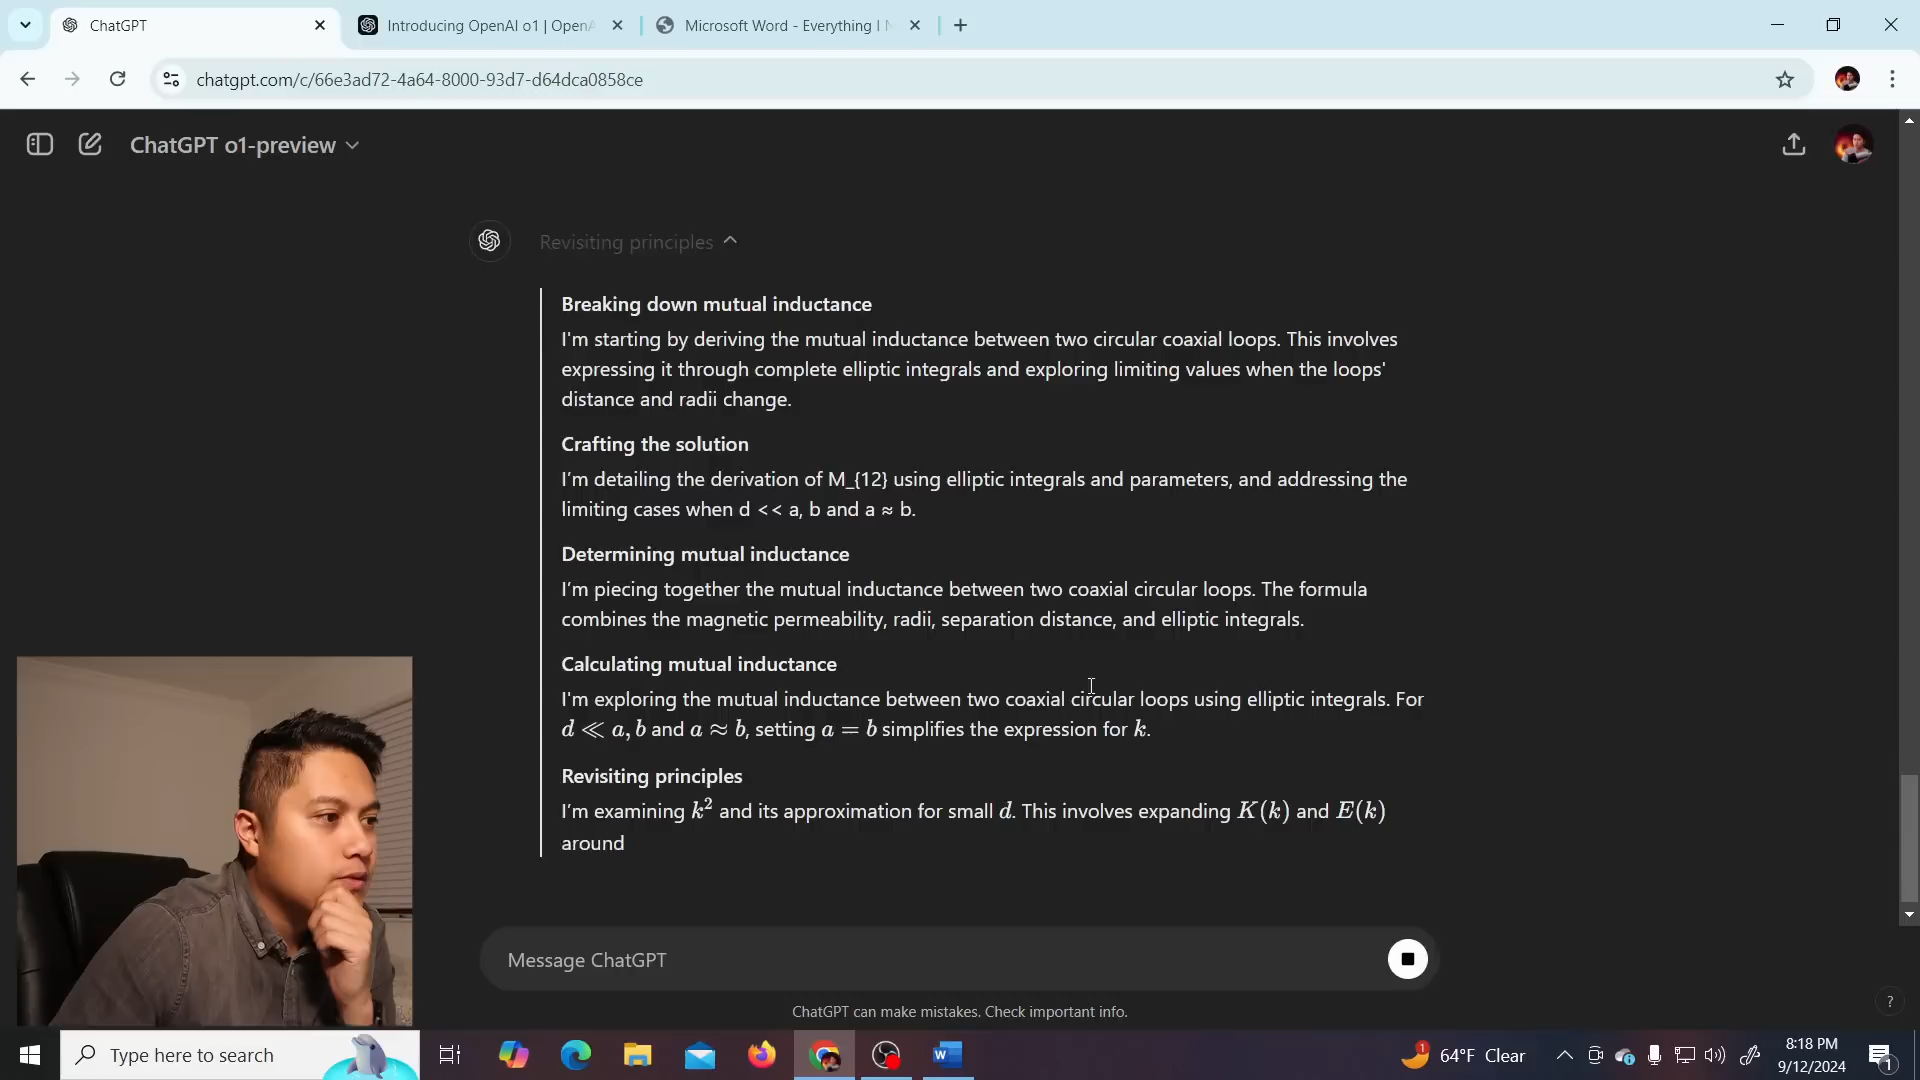 ChatGPT
Introducing OpenAI o1 | OpenA
Microsoft Word - Everything I N
chatgpt.com/c/66e3ad72-4a64-8000-93d7-d64dca0858ce
ChatGPT o1-preview
Revisiting principles
Breaking down mutual inductance
I'm starting by deriving the mutual inductance between two circular coaxial loops. This involves
expressing it through complete elliptic integrals and exploring limiting values when the loops'
distance and radii change.
Crafting the solution
I'm detailing the derivation of M_{12} using elliptic integrals and parameters, and addressing the
limiting cases when d << a, b and a ≈ b.
Determining mutual inductance
I'm piecing together the mutual inductance between two coaxial circular loops. The formula
combines the magnetic permeability, radii, separation distance, and elliptic integrals.
Calculating mutual inductance
I'm exploring the mutual inductance between two coaxial circular loops using elliptic integrals. For
d ≪ a, b and a ≈ b, setting a = b simplifies the expression for k.
Revisiting principles
I'm examining k² and its approximation for small d. This involves expanding K(k) and E(k)
around
Message ChatGPT
ChatGPT can make mistakes. Check important info.
?
Type here to search
1
64°F Clear
8:18 PM
9/12/2024
1